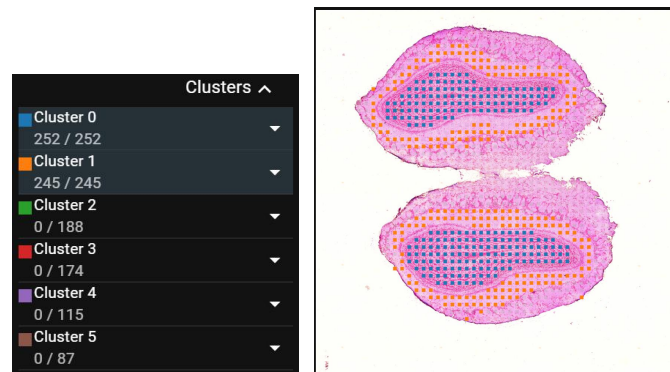 Clusters
Cluster 0
252 / 252
Cluster 1
245 / 245
Cluster 2
0 / 188
Cluster 3
0 / 174
Cluster 4
0 / 115
Cluster 5
0 / 87